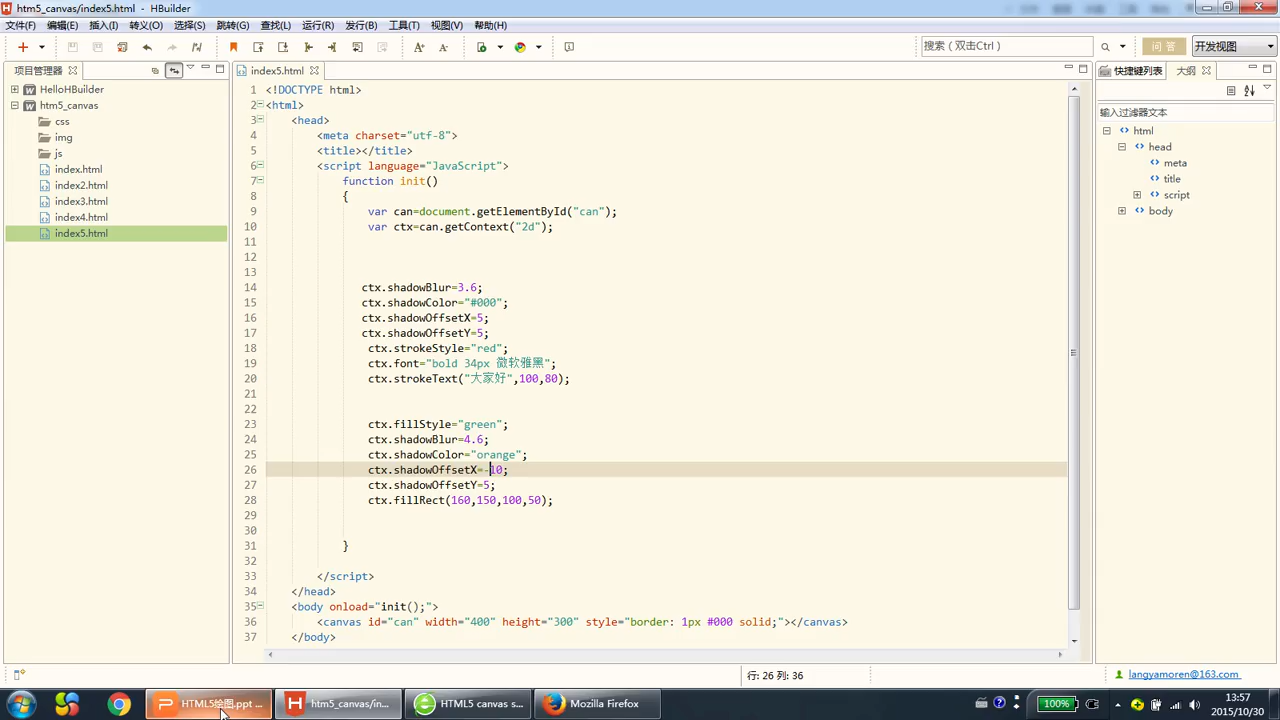 htm5_canvas/index5.html - HBuilder
文件(F) 编辑(E) 插入(I) 转义(O) 选择(S) 跳转(G) 查找(L) 运行(R) 发行(B) 工具(T) 视图(V) 帮助(H)
搜索（双击Ctrl） 问答 开发视图
项目管理器
HelloHBuilder
htm5_canvas
css
img
js
index.html
index2.html
index3.html
index4.html
index5.html
index5.html
1 <!DOCTYPE html>
2 <html>
3 <head>
4 <meta charset="utf-8">
5 <title></title>
6 <script language="JavaScript">
7 function init()
8 {
9 var can=document.getElementById("can");
10 var ctx=can.getContext("2d");
11
12
13
14 ctx.shadowBlur=3.6;
15 ctx.shadowColor="#000";
16 ctx.shadowOffsetX=5;
17 ctx.shadowOffsetY=5;
18 ctx.strokeStyle="red";
19 ctx.font="bold 34px 微软雅黑";
20 ctx.strokeText("大家好",100,80);
21
22
23 ctx.fillStyle="green";
24 ctx.shadowBlur=4.6;
25 ctx.shadowColor="orange";
26 ctx.shadowOffsetX=-10;
27 ctx.shadowOffsetY=5;
28 ctx.fillRect(160,150,100,50);
29
30
31 }
32
33 </script>
34 </head>
35 <body onload="init();">
36 <canvas id="can" width="400" height="300" style="border: 1px #000 solid;"></canvas>
37 </body>
快捷键列表 大纲
输入过滤器文本
html
head
meta
title
script
body
行: 26 列: 36
langyamoren@163.com
HTML5绘图.ppt ...
htm5_canvas/in...
HTML5 canvas s...
Mozilla Firefox
100%
13:57
2015/10/30